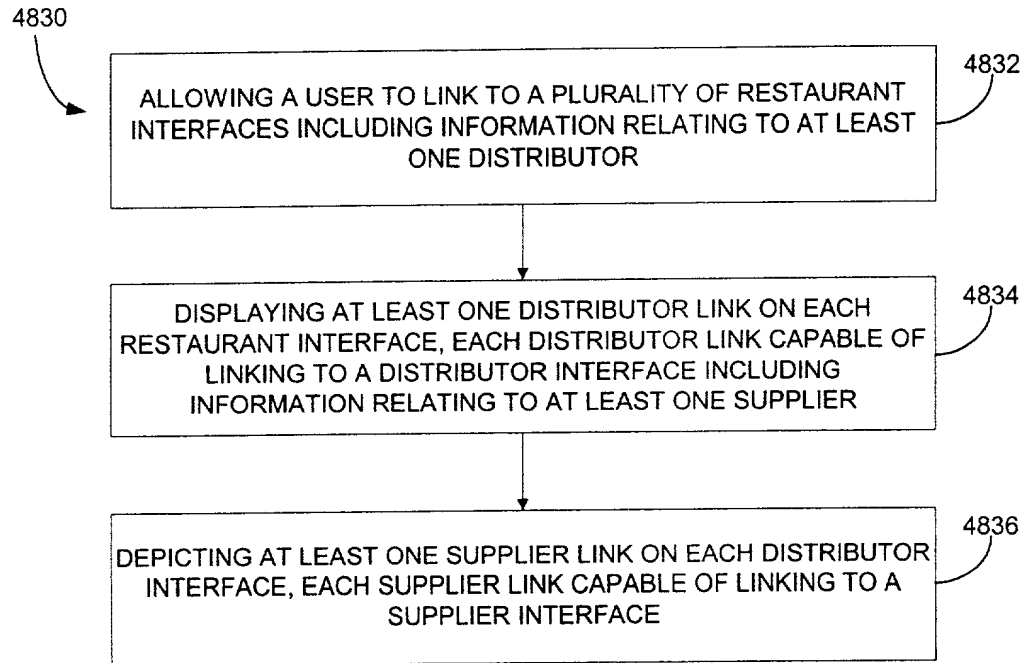 4830
4832
ALLOWING A USER TO LINK TO A PLURALITY OF RESTAURANT
INTERFACES INCLUDING INFORMATION RELATING TO AT LEAST
ONE DISTRIBUTOR
4834
DISPLAYING AT LEAST ONE DISTRIBUTOR LINK ON EACH
RESTAURANT INTERFACE, EACH DISTRIBUTOR LINK CAPABLE OF
LINKING TO A DISTRIBUTOR INTERFACE INCLUDING
INFORMATION RELATING TO AT LEAST ONE SUPPLIER
4836
DEPICTING AT LEAST ONE SUPPLIER LINK ON EACH DISTRIBUTOR
INTERFACE, EACH SUPPLIER LINK CAPABLE OF LINKING TO A
SUPPLIER INTERFACE